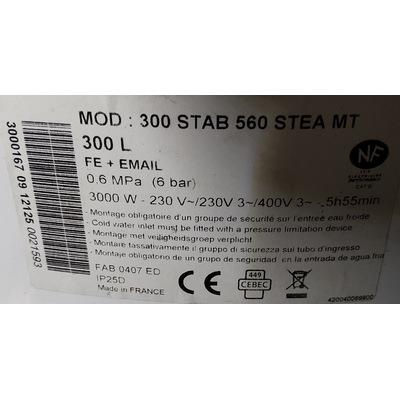 MOD : 300 STAB 560 STEA MT
300 L
FE + EMAIL
0.6 MPa (6 bar)
3000 W - 230 V~/230V 3~/400V 3~ - 5h55min
- Montage obligatoire d'un groupe de sécurité sur l'entrée eau froide
- Cold water inlet must be fitted with a pressure limitation device
- Montage met veiligheidsgroep verplicht
- Montare tassativamente il gruppo di sicurezza sul tubo d'ingresso
- Montaje obligatorio de un grupo de seguridad en la entrada de agua fria
FAB 0407 ED
IP25D
Made in FRANCE
449
CEBEC
CE
NF
3000167 09 12125 0021593